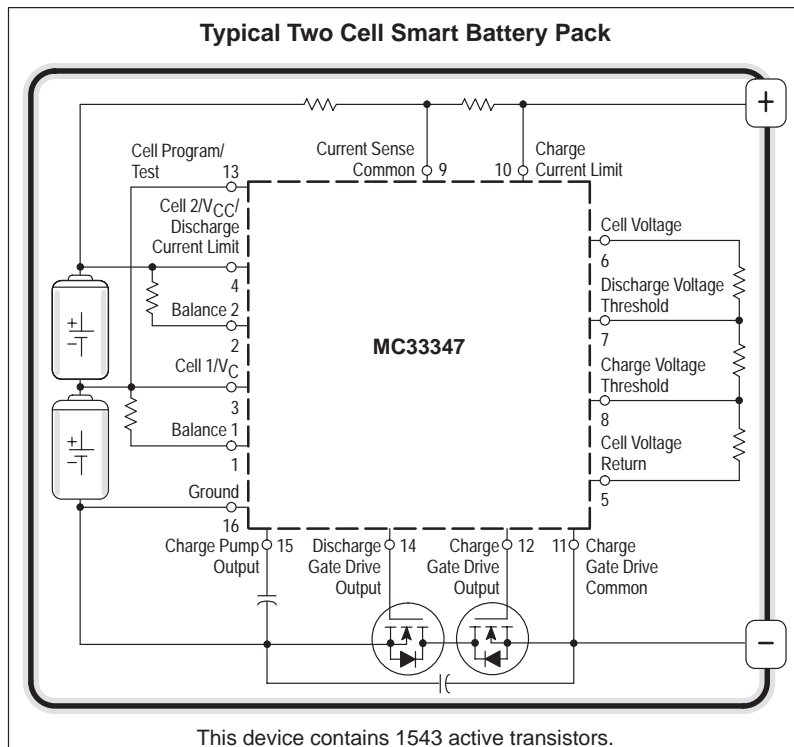 Typical Two Cell Smart Battery Pack
+
Cell Program/
Test
13
Current Sense
Common
9
10
Charge
Current Limit
Cell 2/VCC/
Discharge
Current Limit
4
Balance 2
2
Cell 1/VC
3
Balance 1
1
Ground
16
MC33347
Cell Voltage
6
Discharge Voltage
Threshold
7
Charge Voltage
Threshold
8
Cell Voltage
Return
5
+
–
+
–
Charge Pump
Output
15
Discharge
Gate Drive
Output
14
Charge
Gate Drive
Output
12
11
Charge
Gate Drive
Common
–
This device contains 1543 active transistors.